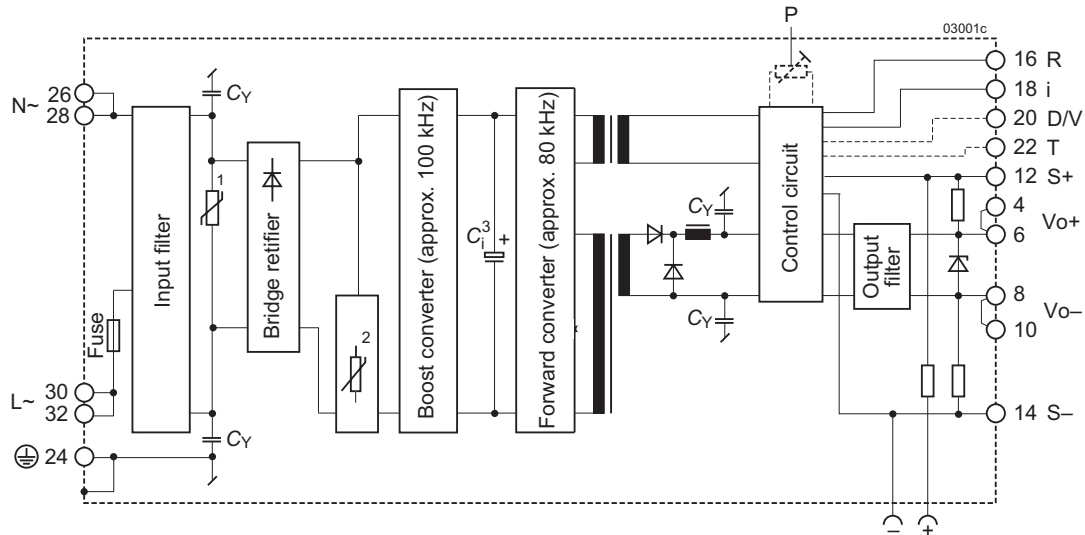 P
03001c
N~
26
28
CY
Input filter
1
Fuse
L~
30
32
24
CY
Bridge retifier
2
Boost converter (approx. 100 kHz)
Ci3
+
Forward converter (approx. 80 kHz)
CY
CY
Control circuit
Output
filter
16 R
18 i
20 D/V
22 T
12 S+
4
Vo+
6
8
Vo–
10
14 S–
–
+